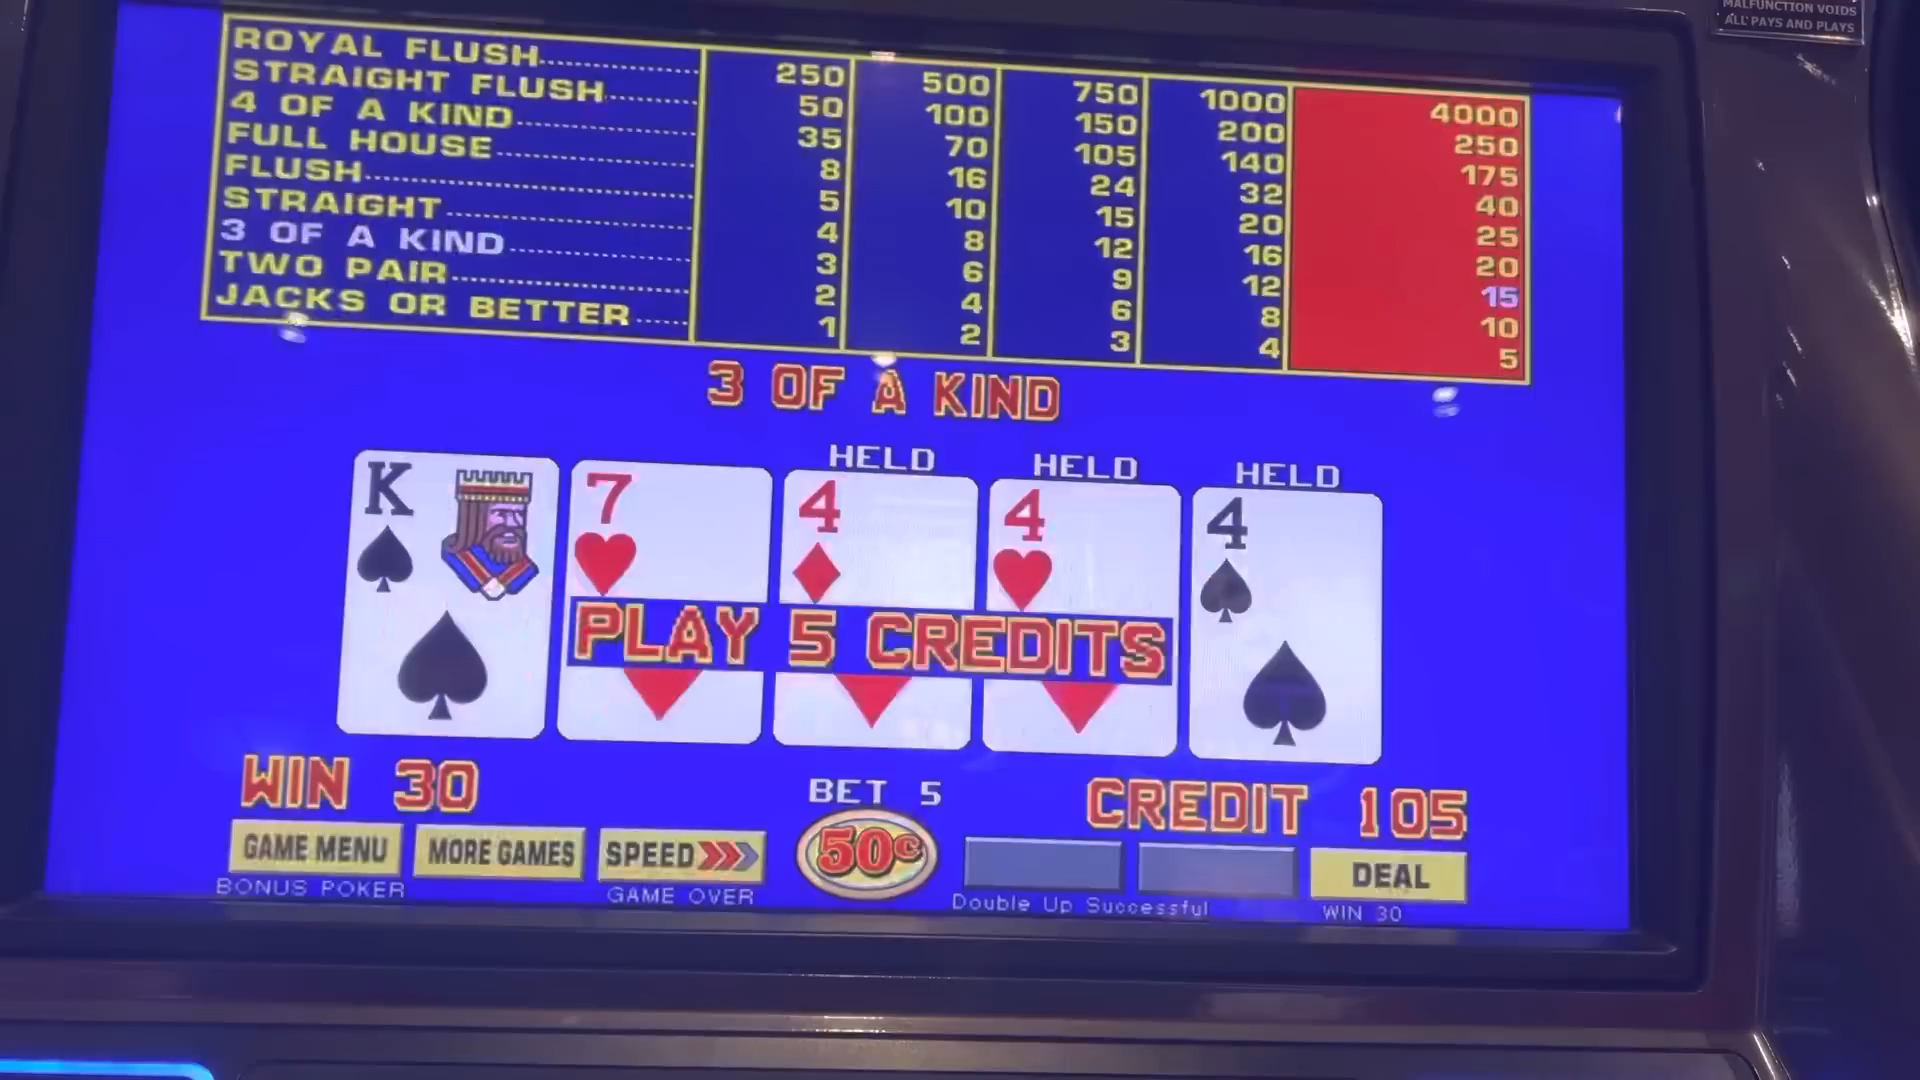 MALFUNCTION VOIDS
ALL PAYS AND PLAYS
ROYAL FLUSH 250 500 750 1000 4000
STRAIGHT FLUSH 50 100 150 200 250
4 OF A KIND 35 70 105 140 175
FULL HOUSE 8 16 24 32 40
FLUSH 5 10 15 20 25
STRAIGHT 4 8 12 16 20
3 OF A KIND 3 6 9 12 15
TWO PAIR 2 4 6 8 10
JACKS OR BETTER 1 2 3 4 5
3 OF A KIND
HELD HELD HELD
K 7 4 4 4
PLAY 5 CREDITS
WIN 30 BET 5 CREDIT 105
GAME MENU MORE GAMES SPEED 50¢ DEAL
BONUS POKER GAME OVER Double Up Successful WIN 30